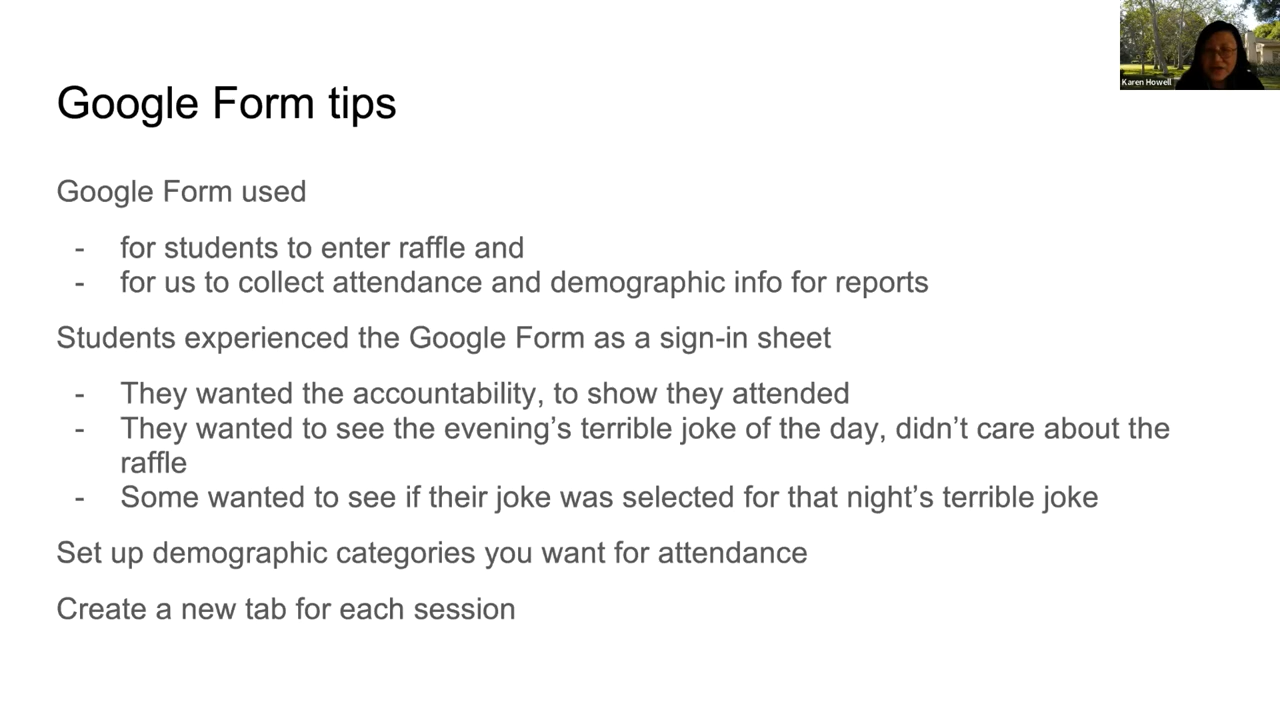 Karen Howell
Google Form tips
Google Form used
- for students to enter raffle and
- for us to collect attendance and demographic info for reports
Students experienced the Google Form as a sign-in sheet
- They wanted the accountability, to show they attended
- They wanted to see the evening’s terrible joke of the day, didn’t care about the
raffle
- Some wanted to see if their joke was selected for that night’s terrible joke
Set up demographic categories you want for attendance
Create a new tab for each session